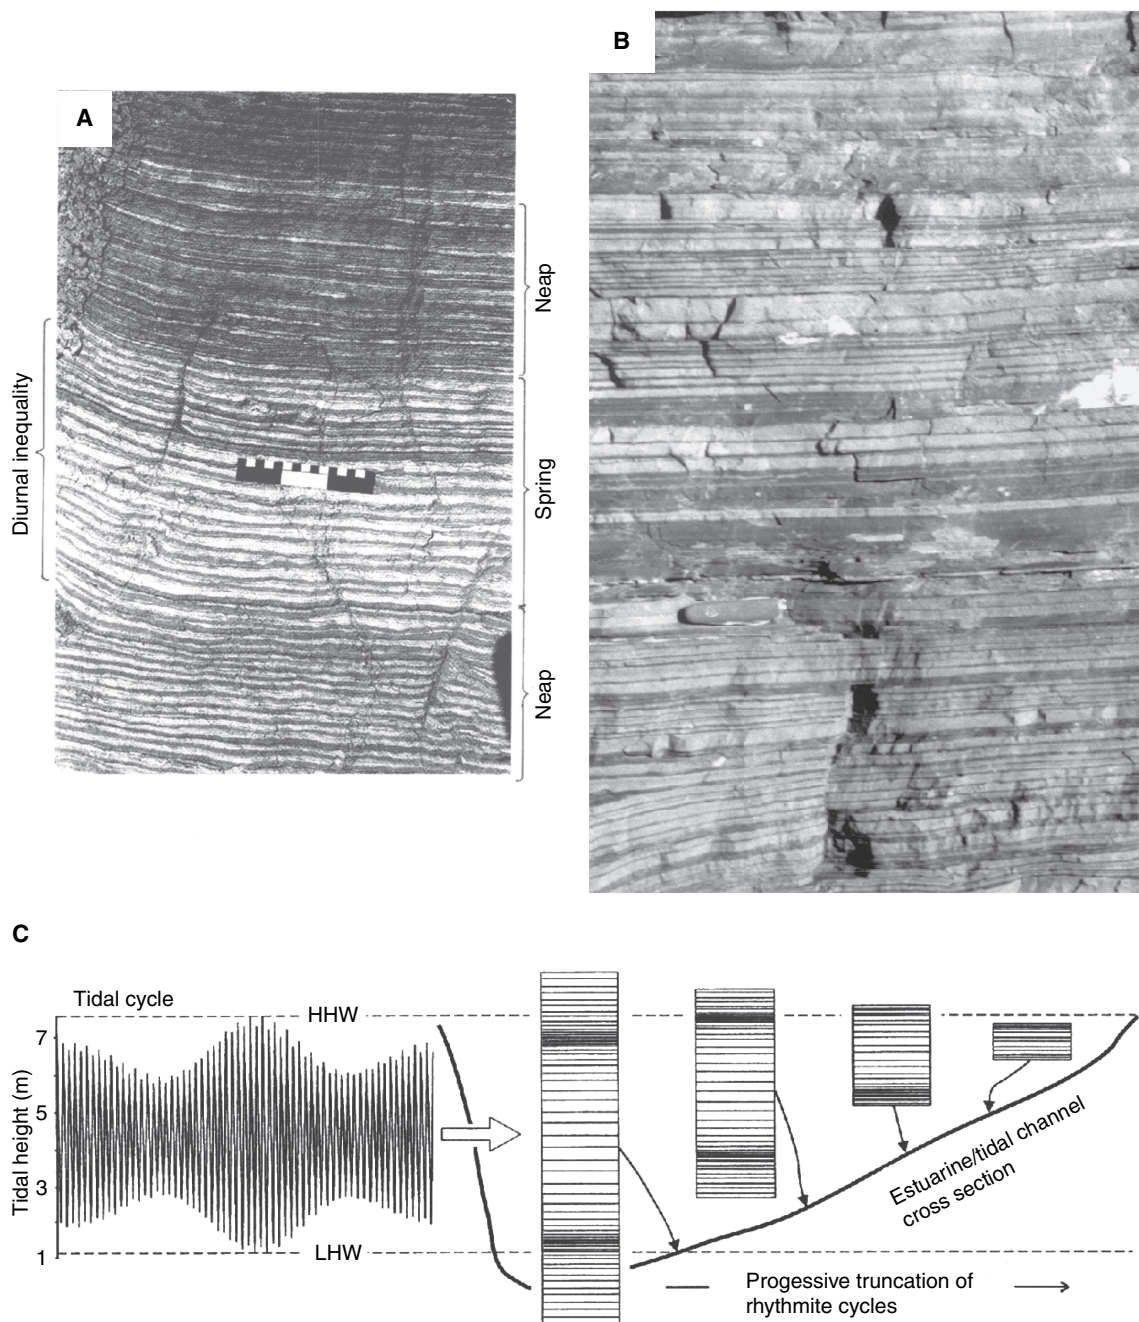 A
B
Neap
Diurnal inequality
Spring
Neap
C
Tidal cycle
HHW
7
5
3
1
Tidal height (m)
LHW
Estuarine/tidal channel
cross section
Progessive truncation of
rhythmite cycles